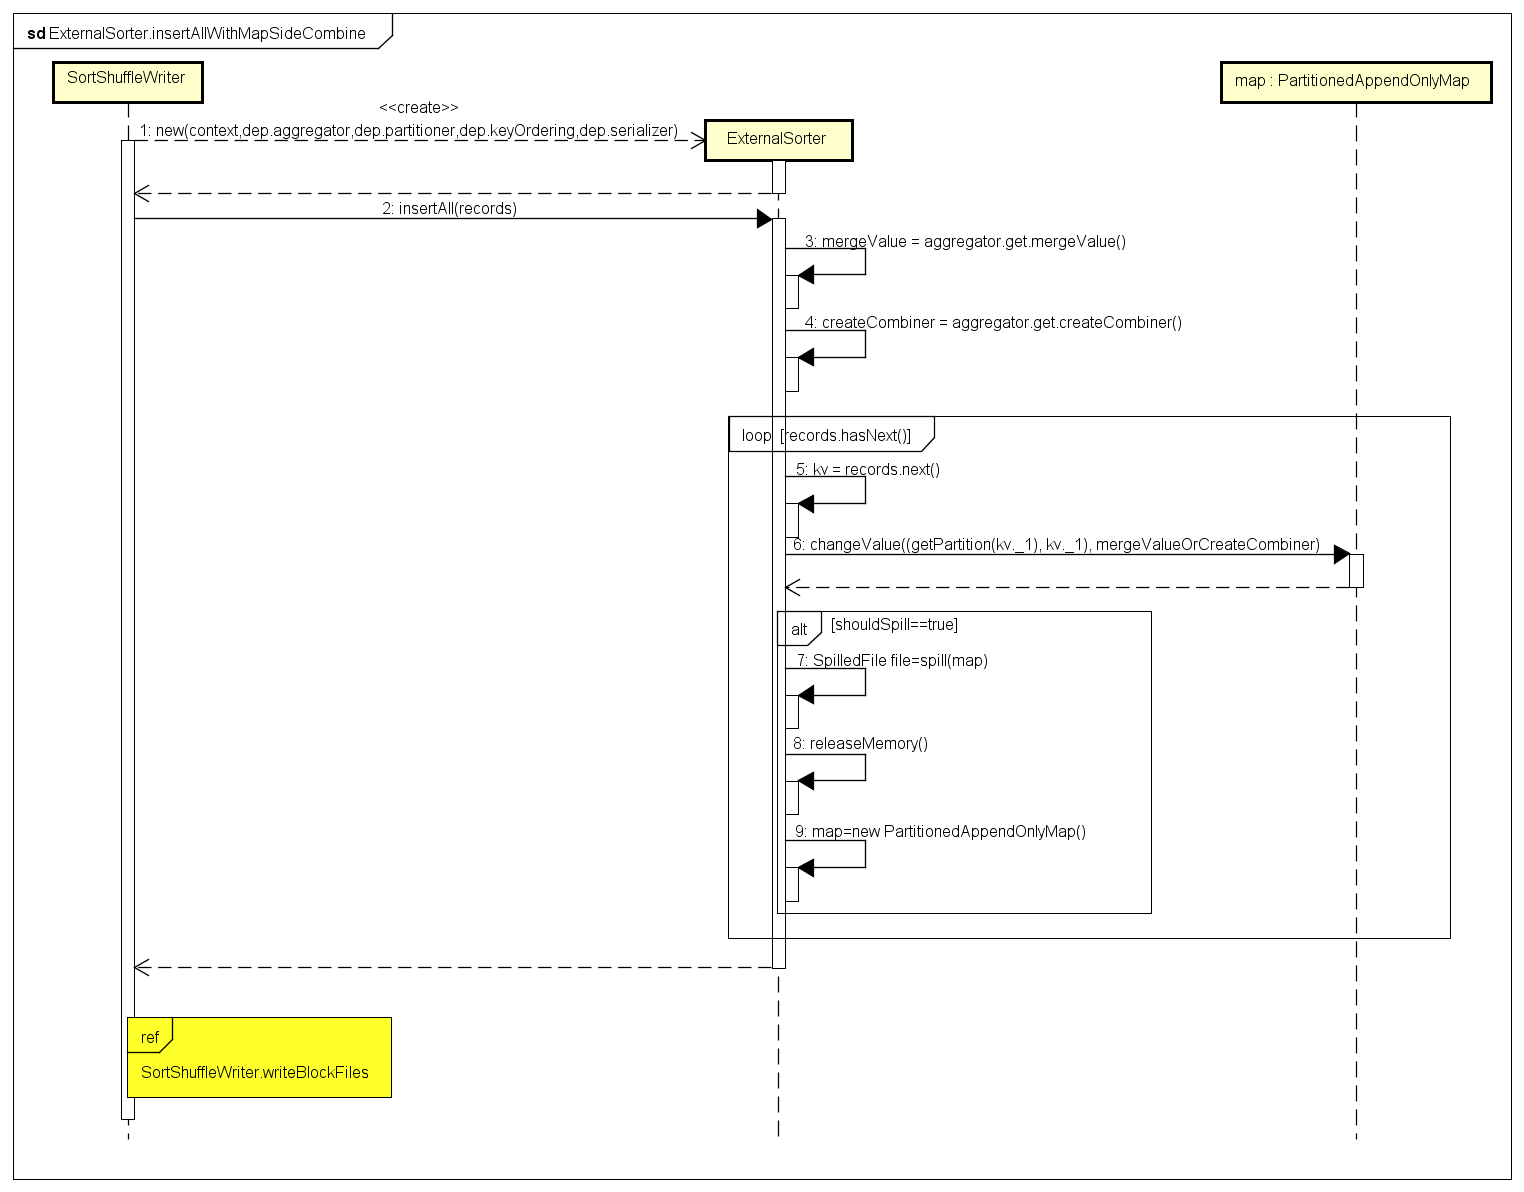 sd ExternalSorter.insertAllWithMapSideCombine
SortShuffleWriter
map : PartitionedAppendOnlyMap
<<create>>
1: new(context,dep.aggregator,dep.partitioner,dep.keyOrdering,dep.serializer)
ExternalSorter
2: insertAll(records)
3: mergeValue = aggregator.get.mergeValue()
4: createCombiner = aggregator.get.createCombiner()
loop [records.hasNext()]
5: kv = records.next()
6: changeValue((getPartition(kv._1), kv._1), mergeValueOrCreateCombiner)
alt [shouldSpill==true]
7: SpilledFile file=spill(map)
8: releaseMemory()
9: map=new PartitionedAppendOnlyMap()
ref
SortShuffleWriter.writeBlockFiles